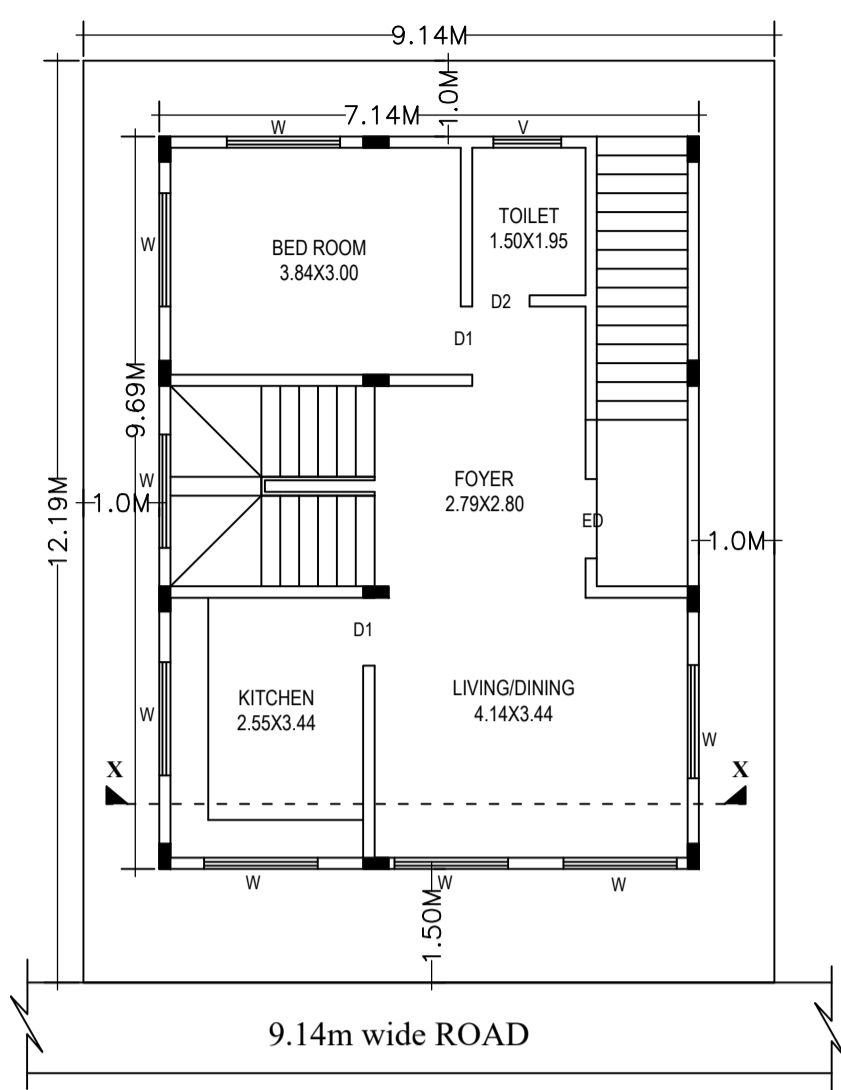 9.14M
1.0M
7.14M
W
V
TOILET
1.50X1.95
BED ROOM
3.84X3.00
W
D2
D1
9.69M
FOYER
2.79X2.80
W
12.19M
1.0M
ED
1.0M
D1
KITCHEN
2.55X3.44
LIVING/DINING
4.14X3.44
W
W
X
X
W
W
W
1.50M
9.14m wide ROAD